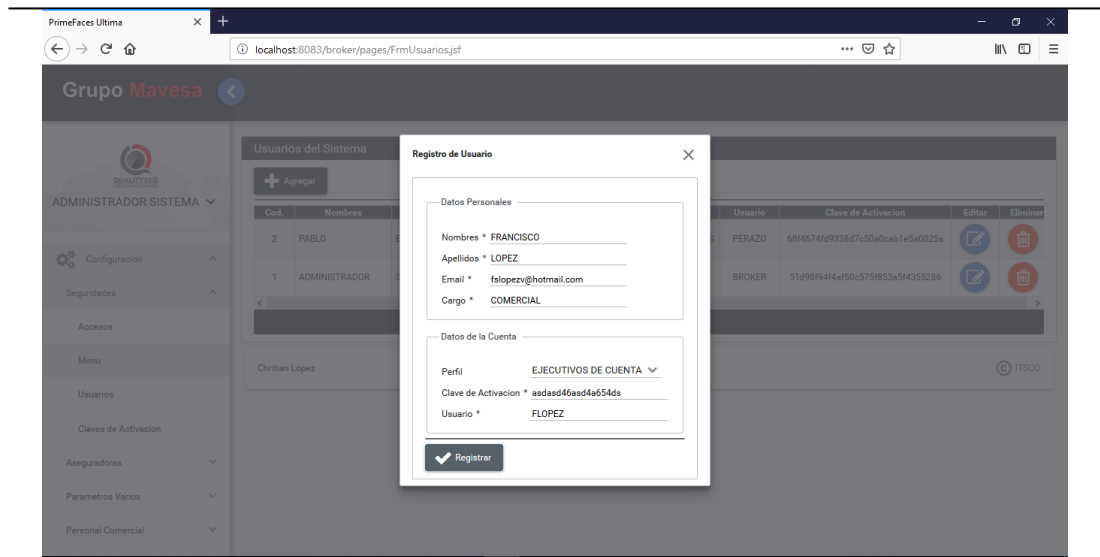 PrimeFaces Ultima
localhost:8083/broker/pages/FrmUsuarios.jsf
Grupo Mavesa
QUALITYSEG
ADMINISTRADOR SISTEMA
Configuracion
Seguridades
Accesos
Menu
Usuarios
Claves de Activacion
Aseguradoras
Parametros Varios
Personal Comercial
Usuarios del Sistema
Agregar
Cod. Nombres Usuario Clave de Activacion Editar Eliminar
2 PABLO E S PERAZO 68f4674fd9338d7c50a0cab1e5a0025a
1 ADMINISTRADOR S BROKER 51d98f94f4af50c575f853a5f4355286
Chritian López
© ITSCO
Registro de Usuario
Datos Personales
Nombres * FRANCISCO
Apellidos * LOPEZ
Email * fslopezv@hotmail.com
Cargo * COMERCIAL
Datos de la Cuenta
Perfil EJECUTIVOS DE CUENTA
Clave de Activacion * asdasd46asd4a654ds
Usuario * FLOPEZ
Registrar